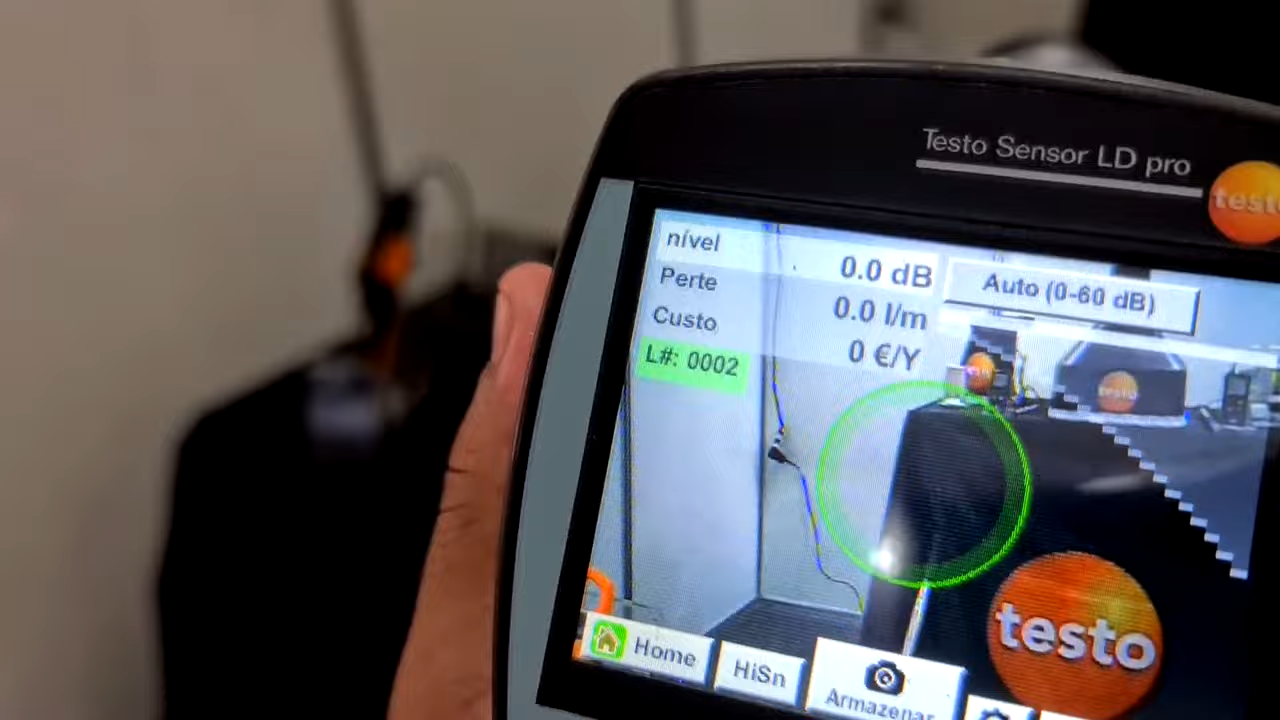 Testo Sensor LD pro
testo
nível 0.0 dB
Auto (0-60 dB)
Perte 0.0 l/m
Custo 0 €/Y
L#: 0002
testo
testo
Home
HiSn
Armazenar